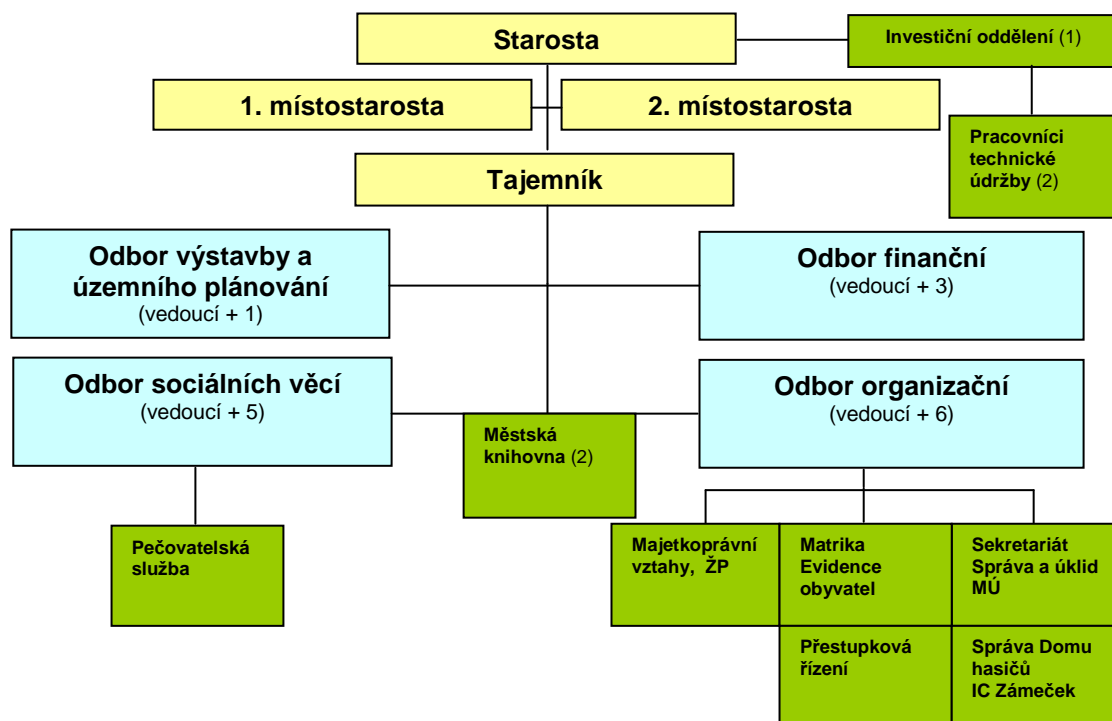 Starosta
Investiční oddělení (1)
1. místostarosta
2. místostarosta
Pracovníci
technické
údržby (2)
Tajemník
Odbor výstavby a
územního plánování
(vedoucí + 1)
Odbor finanční
(vedoucí + 3)
Odbor sociálních věcí
(vedoucí + 5)
Odbor organizační
(vedoucí + 6)
Městská
knihovna (2)
Pečovatelská
služba
Majetkoprávní
vztahy, ŽP
Matrika
Evidence
obyvatel
Sekretariát
Správa a úklid
MÚ
Přestupková
řízení
Správa Domu
hasičů
IC Zámeček